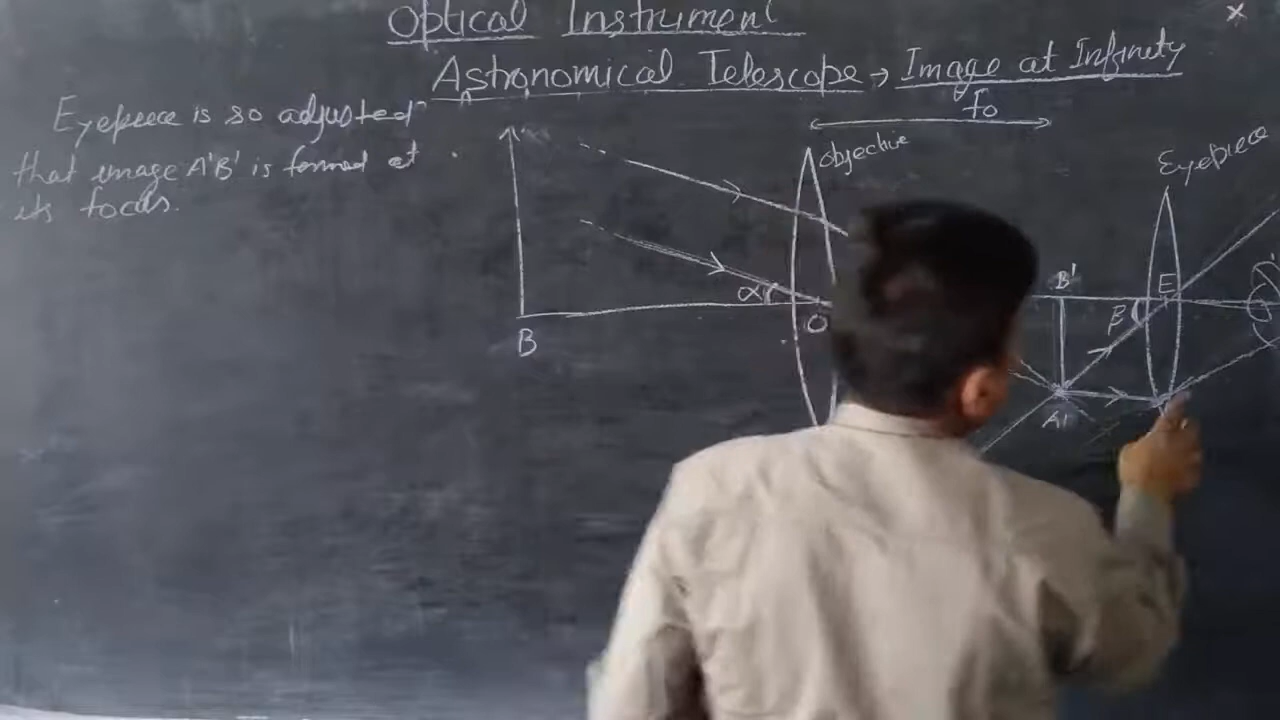 Optical Instrument
Astronomical Telescope → Image at Infinity
Eyepiece is so adjusted
that image A'B' is formed at
its focus.
fo
Objective
Eyepiece
B
α
O
B'
A'
β
E